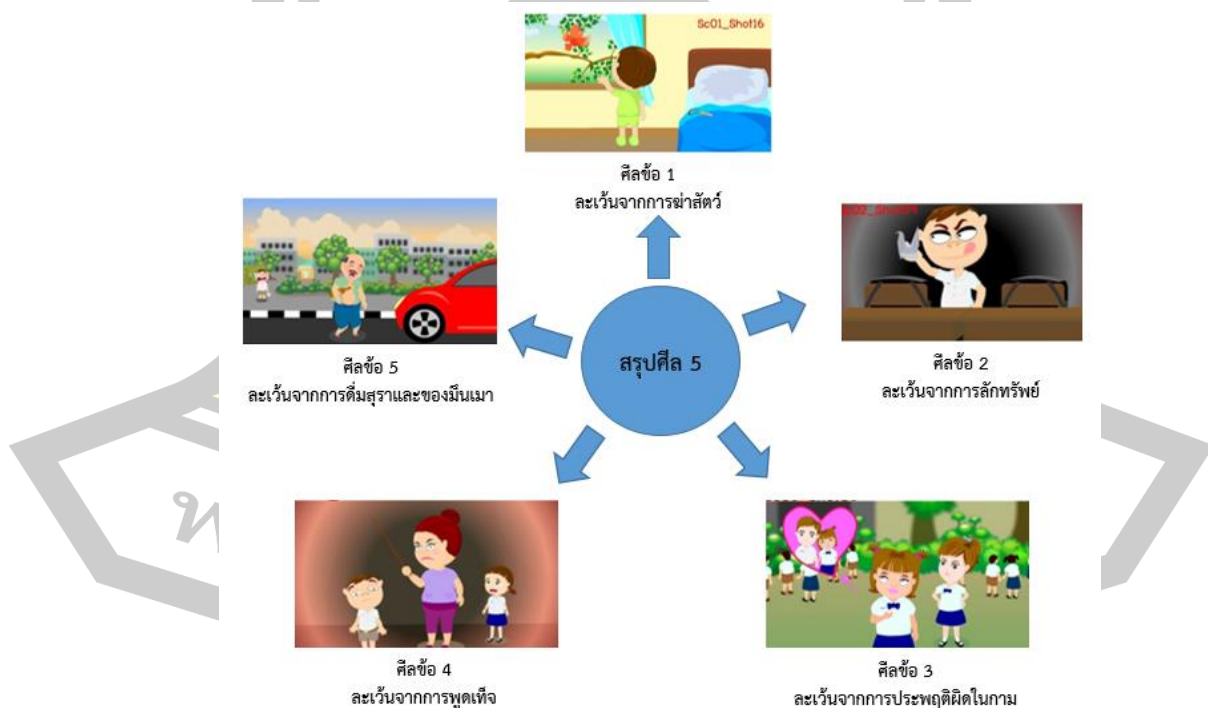 Sc01_Shot16
ศีลข้อ 1
ละเว้นจากการฆ่าสัตว์
ศีลข้อ 2
ละเว้นจากการลักทรัพย์
สรุปศีล 5
ศีลข้อ 5
ละเว้นจากการดื่มสุราและของมึนเมา
ศีลข้อ 4
ละเว้นจากการพูดเท็จ
ศีลข้อ 3
ละเว้นจากการประพฤติผิดในกาม